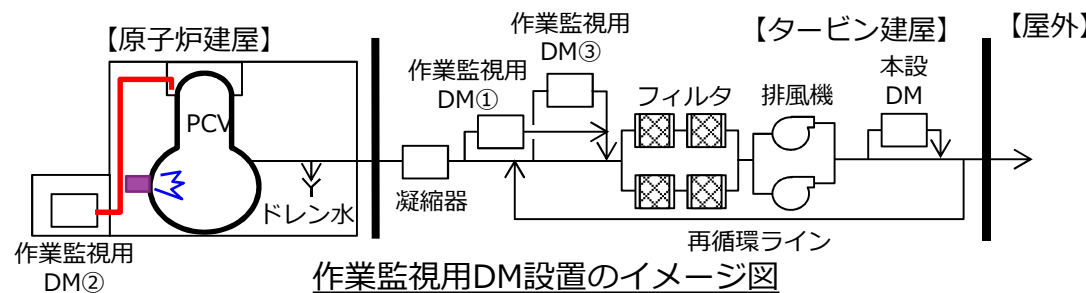 【原子炉建屋】
作業監視用
DM③
【タービン建屋】
【屋外】
作業監視用
DM①
フィルタ
排風機
本設
DM
PCV
凝縮器
ドレン水
再循環ライン
作業監視用
DM②
作業監視用DM設置のイメージ図